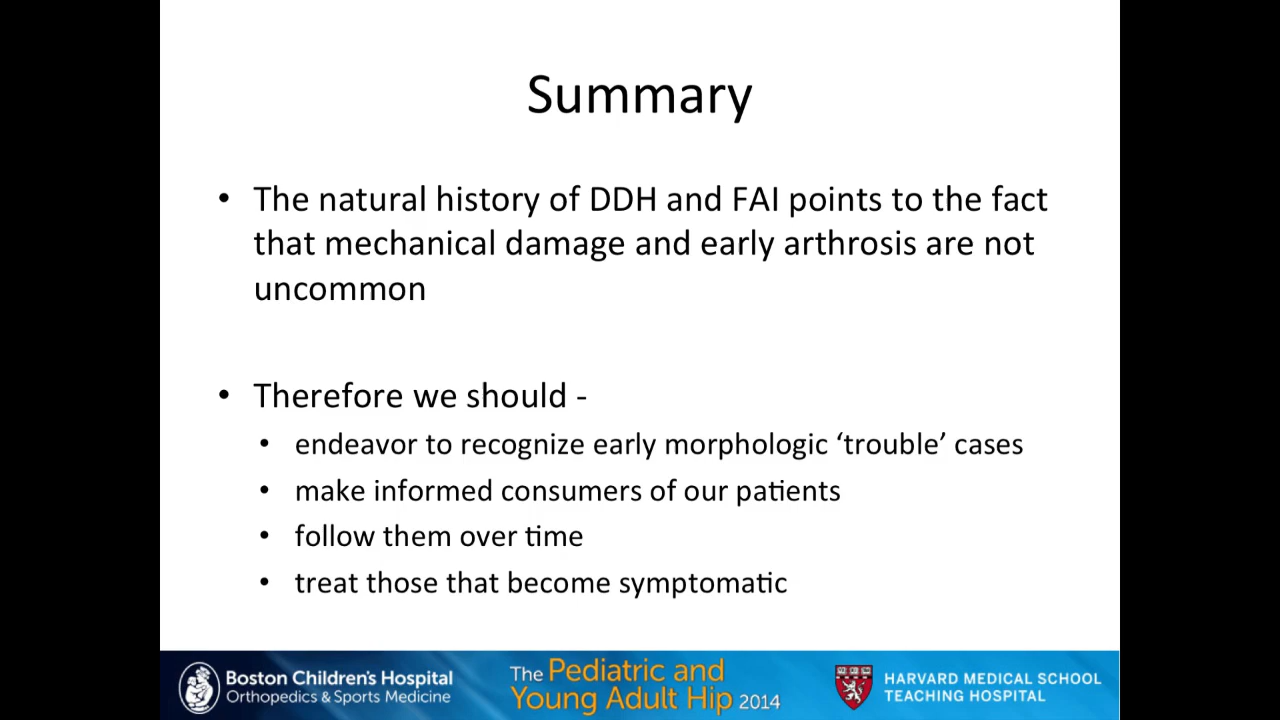 Summary
• The natural history of DDH and FAI points to the fact
that mechanical damage and early arthrosis are not
uncommon
• Therefore we should -
• endeavor to recognize early morphologic ‘trouble’ cases
• make informed consumers of our patients
• follow them over time
• treat those that become symptomatic
Boston Children's Hospital
Orthopedics & Sports Medicine
The Pediatric and
Young Adult Hip 2014
HARVARD MEDICAL SCHOOL
TEACHING HOSPITAL